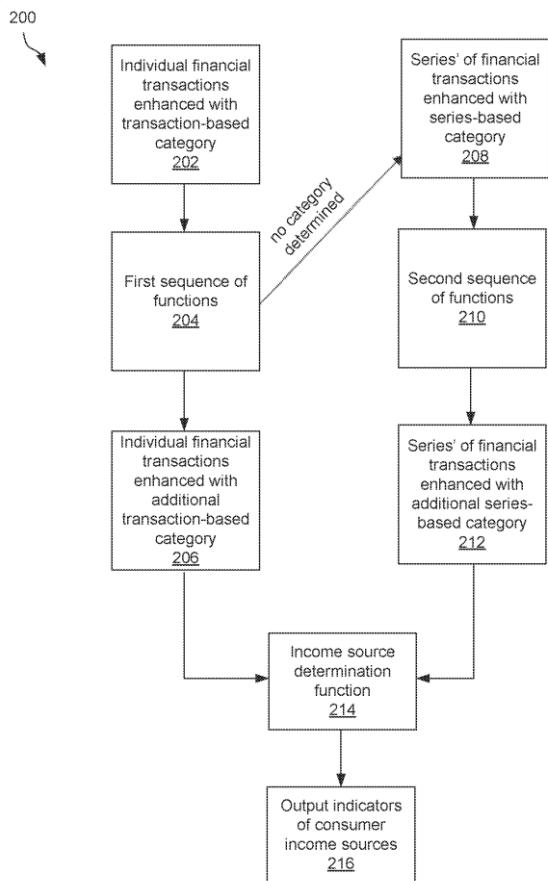 200
Individual financial
transactions
enhanced with
transaction-based
category
202
First sequence of
functions
204
no category
determined
Individual financial
transactions
enhanced with
additional
transaction-based
category
206
Series' of financial
transactions
enhanced with
series-based
category
208
Second sequence
of functions
210
Series' of financial
transactions
enhanced with
additional series-
based category
212
Income source
determination
function
214
Output indicators
of consumer
income sources
216